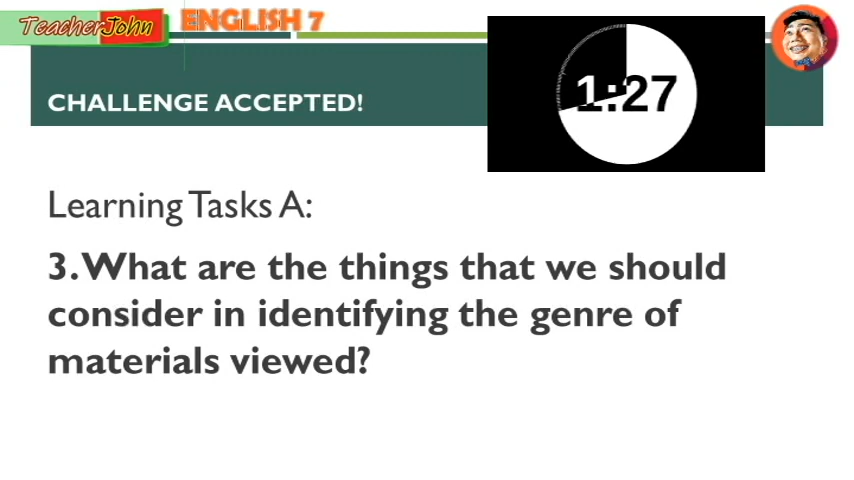 TeacherJohn ENGLISH 7
CHALLENGE ACCEPTED!
1:27
Learning Tasks A:
3. What are the things that we should
consider in identifying the genre of
materials viewed?